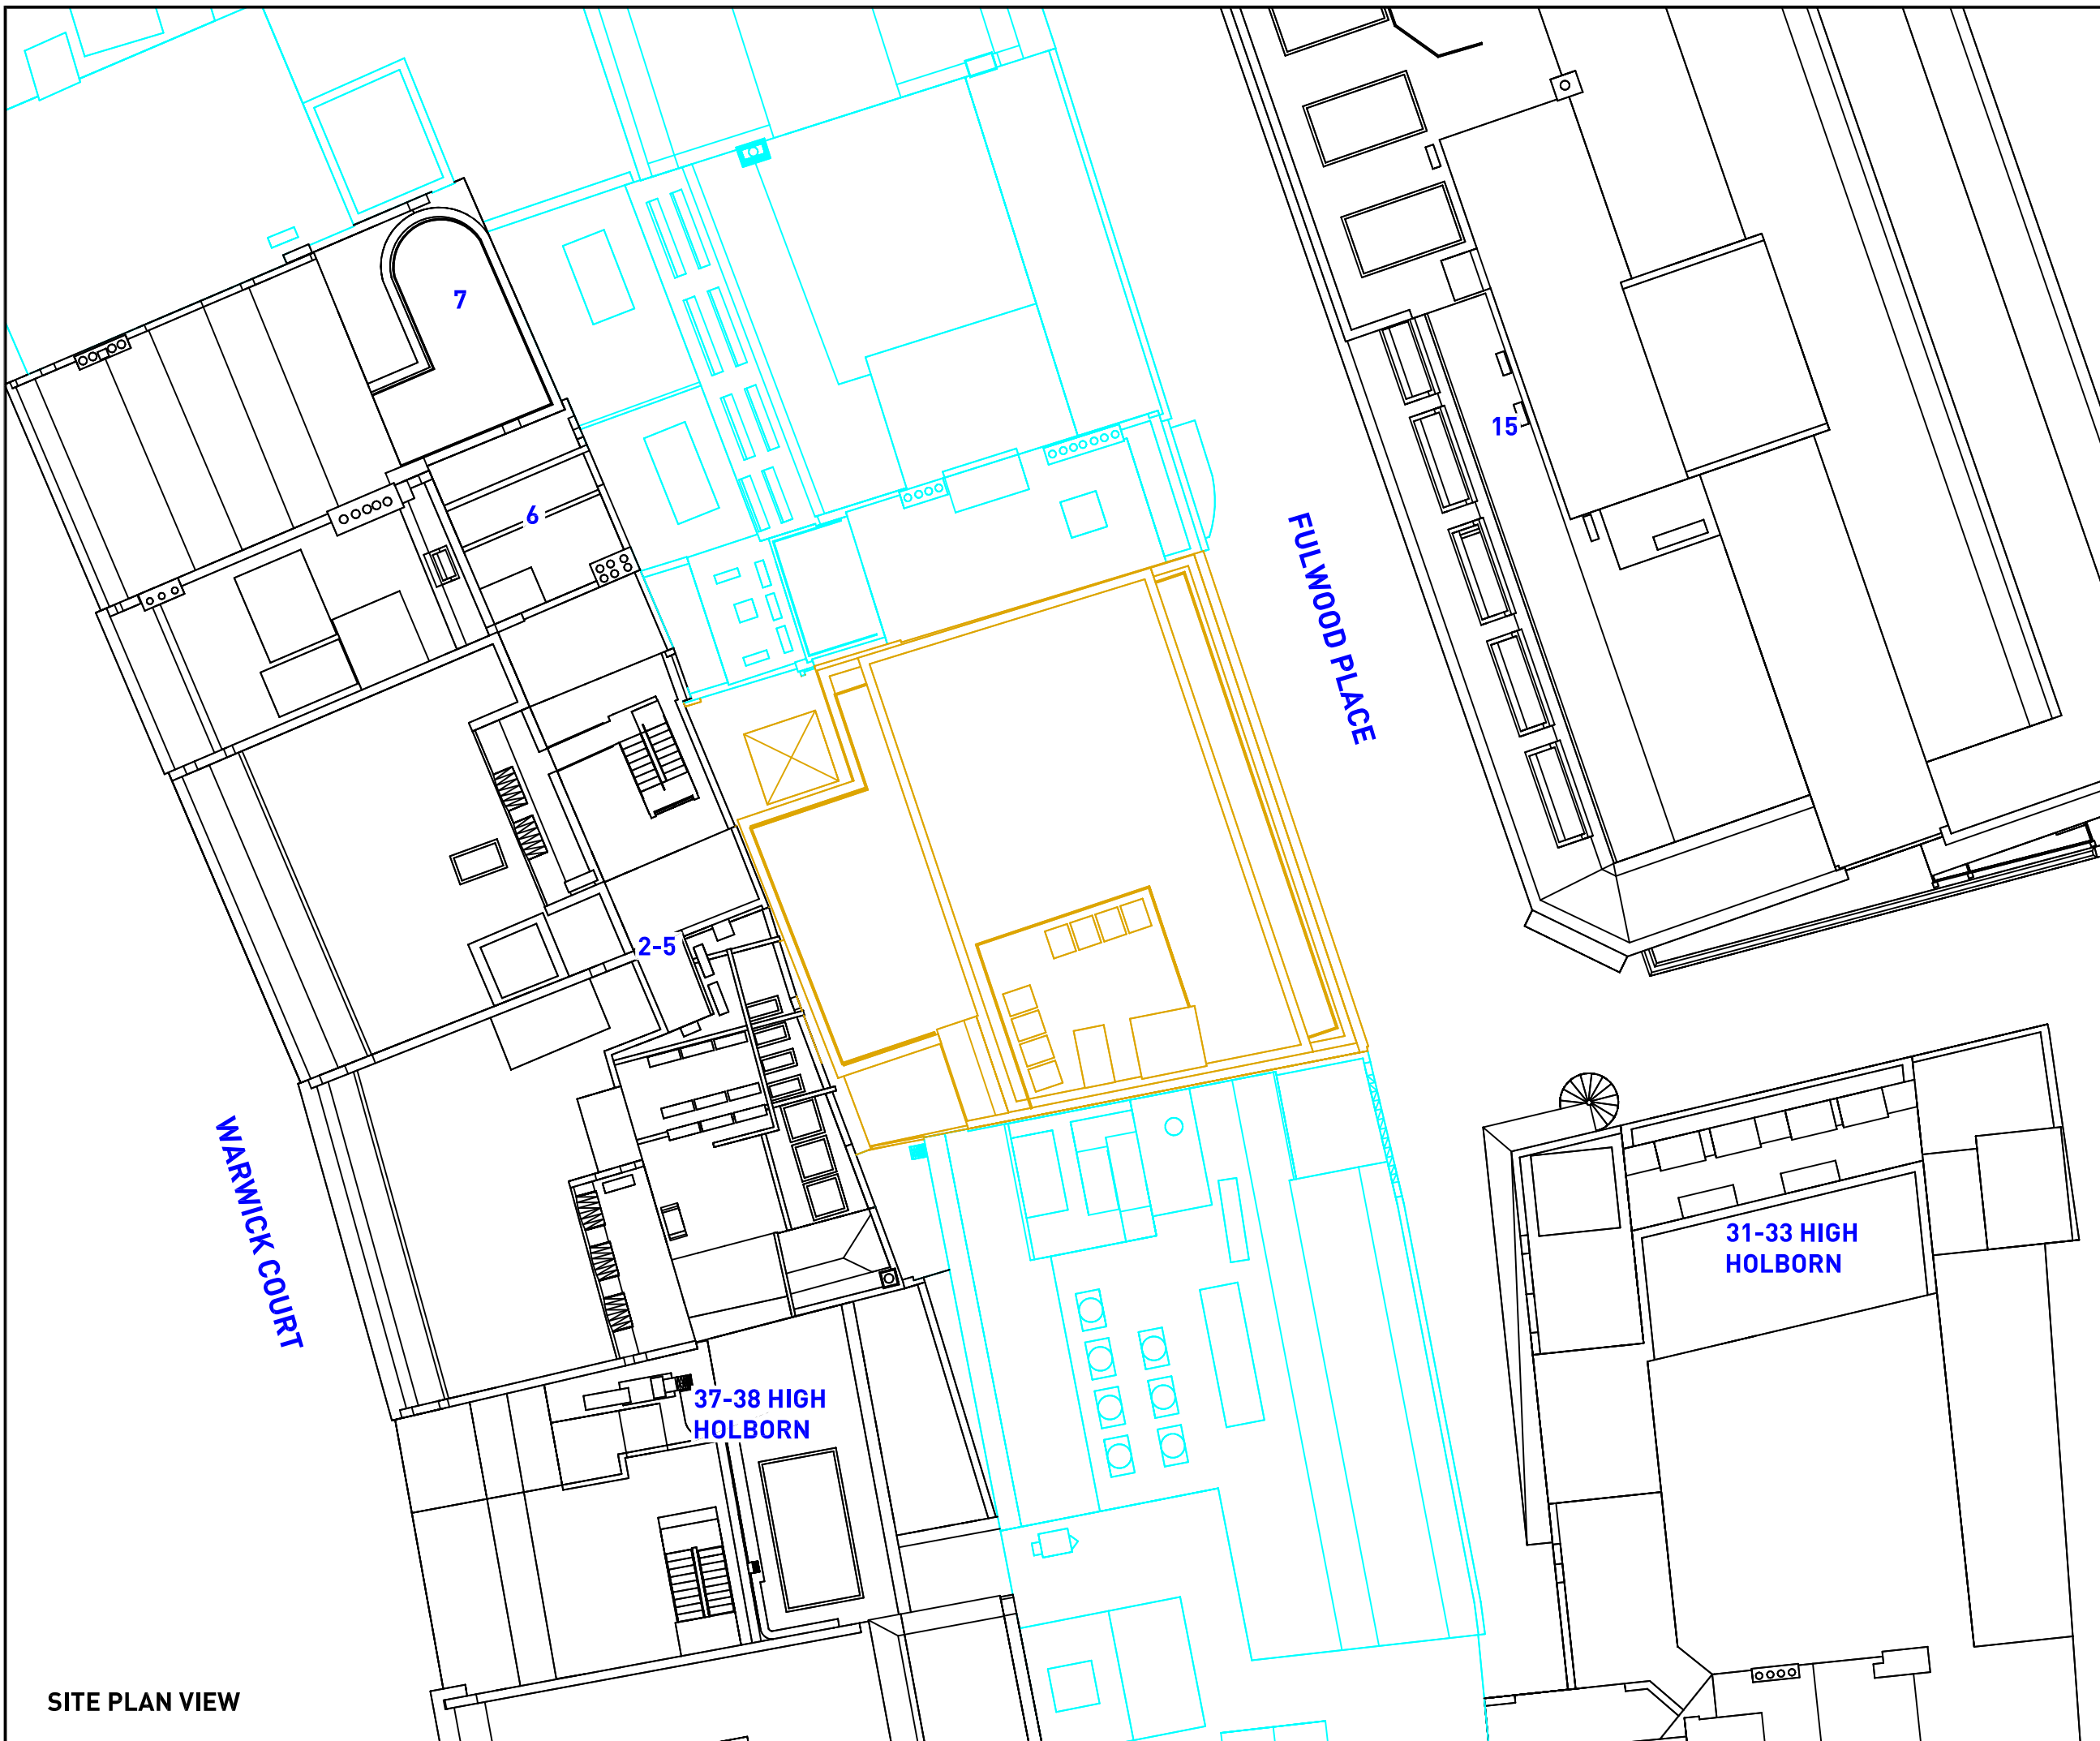 7
15
6
FULWOOD PLACE
2-5
WARWICK COURT
31-33 HIGH
HOLBORN
37-38 HIGH
HOLBORN
SITE PLAN VIEW